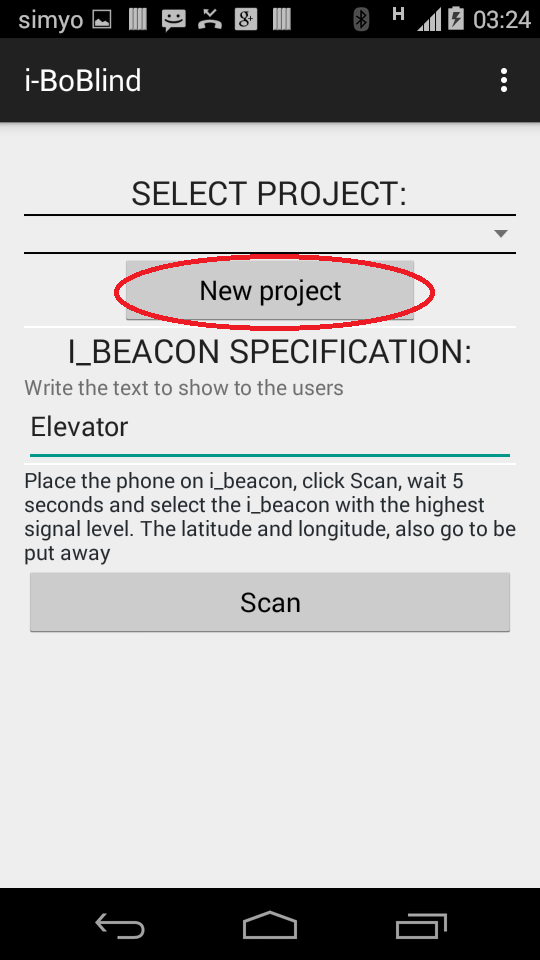 simyo H 03:24
i-BoBlind
SELECT PROJECT:
New project
I_BEACON SPECIFICATION:
Write the text to show to the users
Elevator
Place the phone on i_beacon, click Scan, wait 5
seconds and select the i_beacon with the highest
signal level. The latitude and longitude, also go to be
put away
Scan